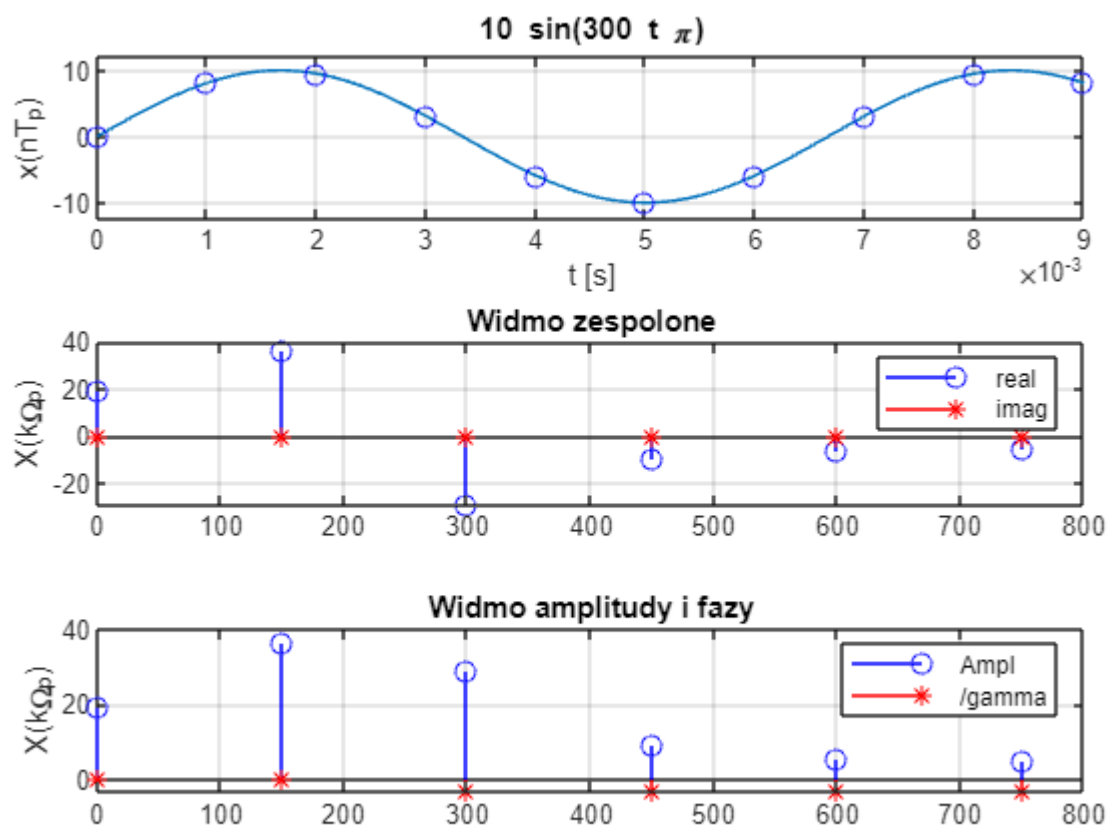 10 sin(300 t π)
x(nTₚ)
10
0
-10
0 1 2 3 4 5 6 7 8 9
t [s]
×10⁻³
Widmo zespolone
X(kΩp)
40
20
0
-20
real
imag
0 100 200 300 400 500 600 700 800
Widmo amplitudy i fazy
X(kΩp)
40
20
0
Ampl
/gamma
0 100 200 300 400 500 600 700 800